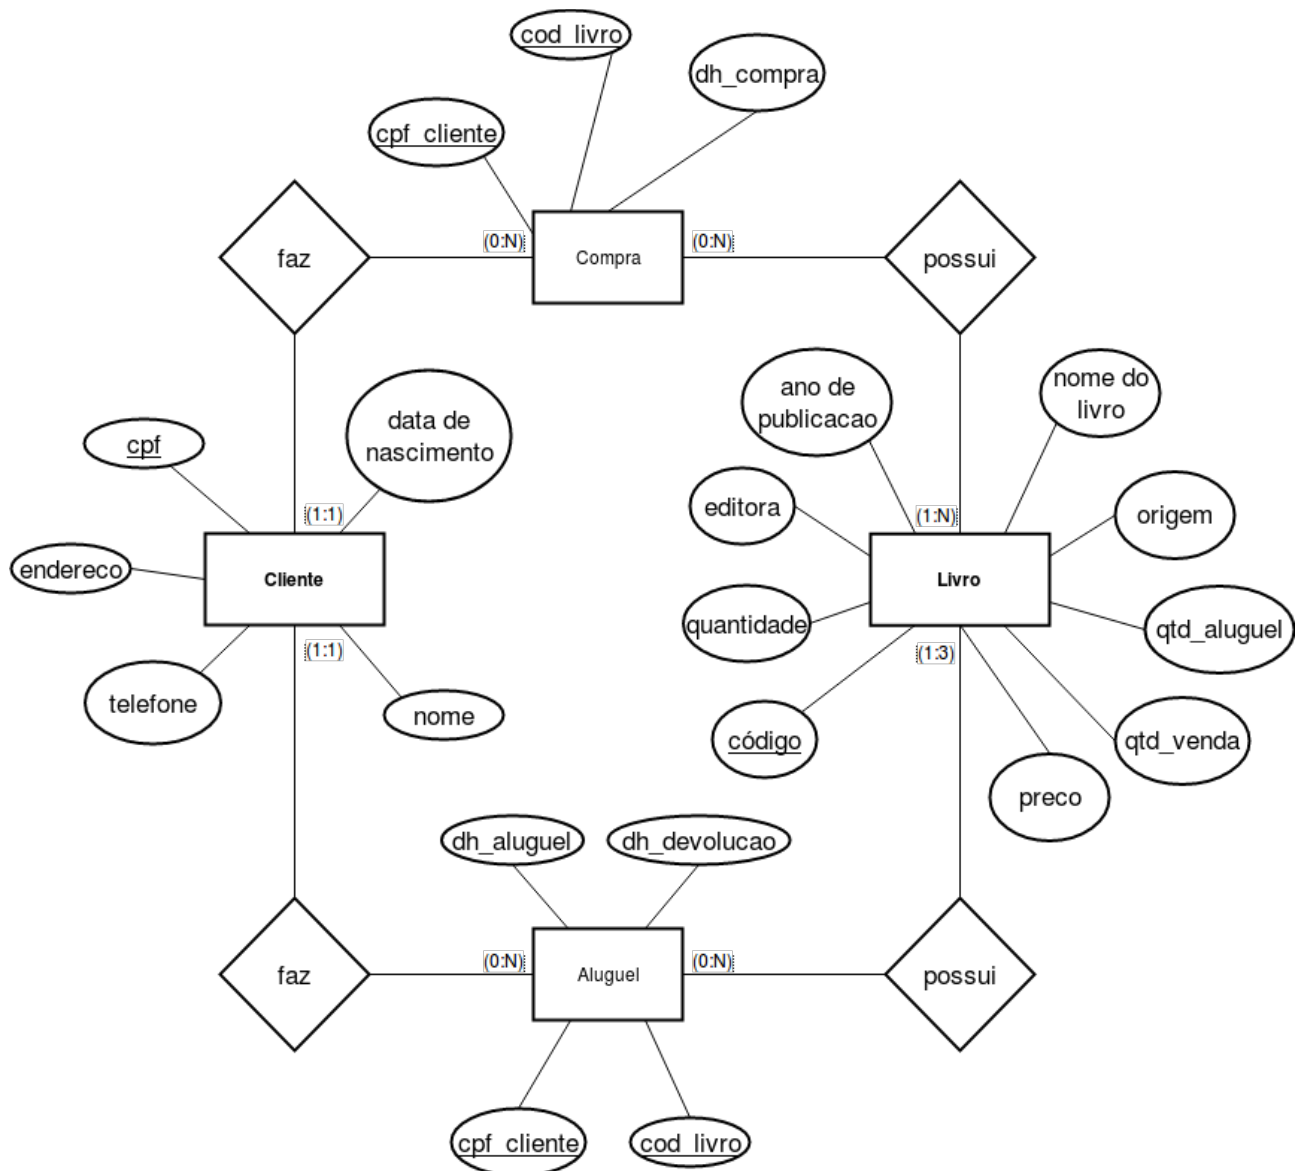 cod_livro
dh_compra
cpf_cliente
faz
(0:N)
Compra
(0:N)
possui
ano de
publicacao
nome do
livro
data de
nascimento
cpf
editora
origem
(1:1)
(1:N)
endereco
Cliente
Livro
quantidade
qtd_aluguel
(1:1)
(1:3)
telefone
nome
código
qtd_venda
preco
dh_aluguel
dh_devolucao
faz
(0:N)
Aluguel
(0:N)
possui
cpf_cliente
cod_livro